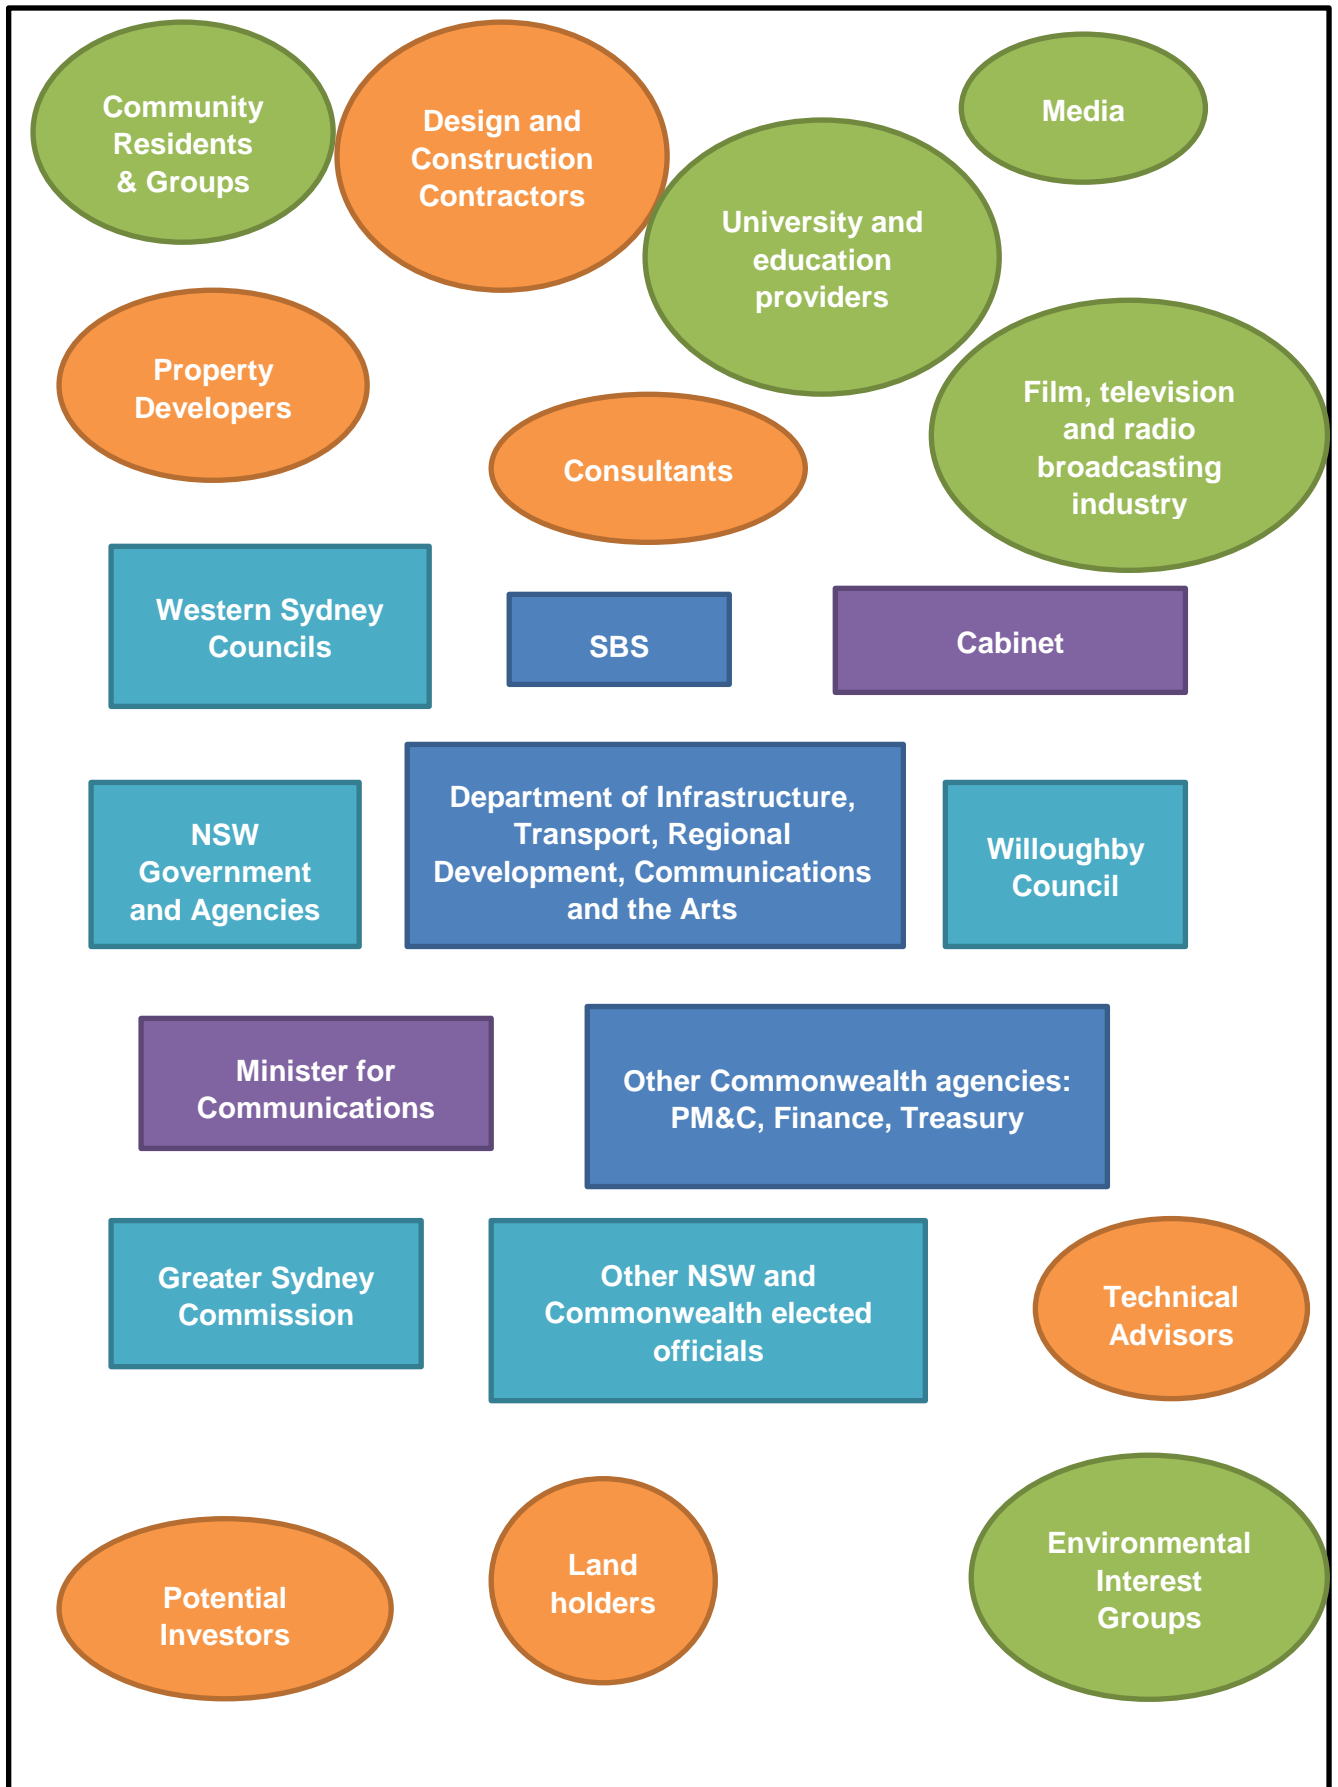 Community
Residents
& Groups
Design and
Construction
Contractors
Media
University and
education
providers
Property
Developers
Film, television
and radio
broadcasting
industry
Consultants
Western Sydney
Councils
SBS
Cabinet
NSW
Government
and Agencies
Department of Infrastructure,
Transport, Regional
Development, Communications
and the Arts
Willoughby
Council
Minister for
Communications
Other Commonwealth agencies:
PM&C, Finance, Treasury
Greater Sydney
Commission
Other NSW and
Commonwealth elected
officials
Technical
Advisors
Potential
Investors
Land
holders
Environmental
Interest
Groups